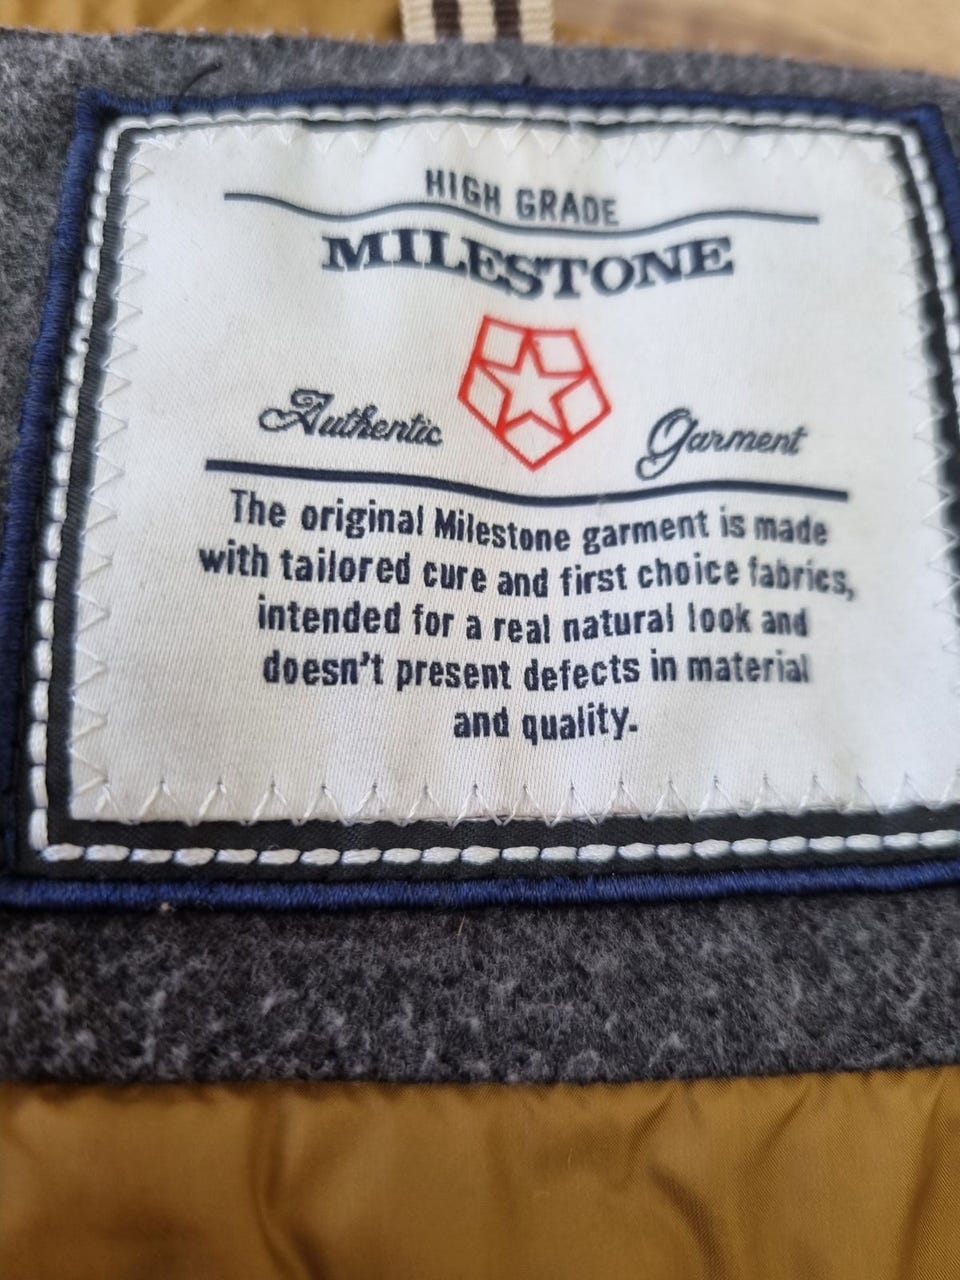 HIGH GRADE
MILESTONE
Authentic Garment
The original Milestone garment is made
with tailored cure and first choice fabrics,
intended for a real natural look and
doesn't present defects in material
and quality.